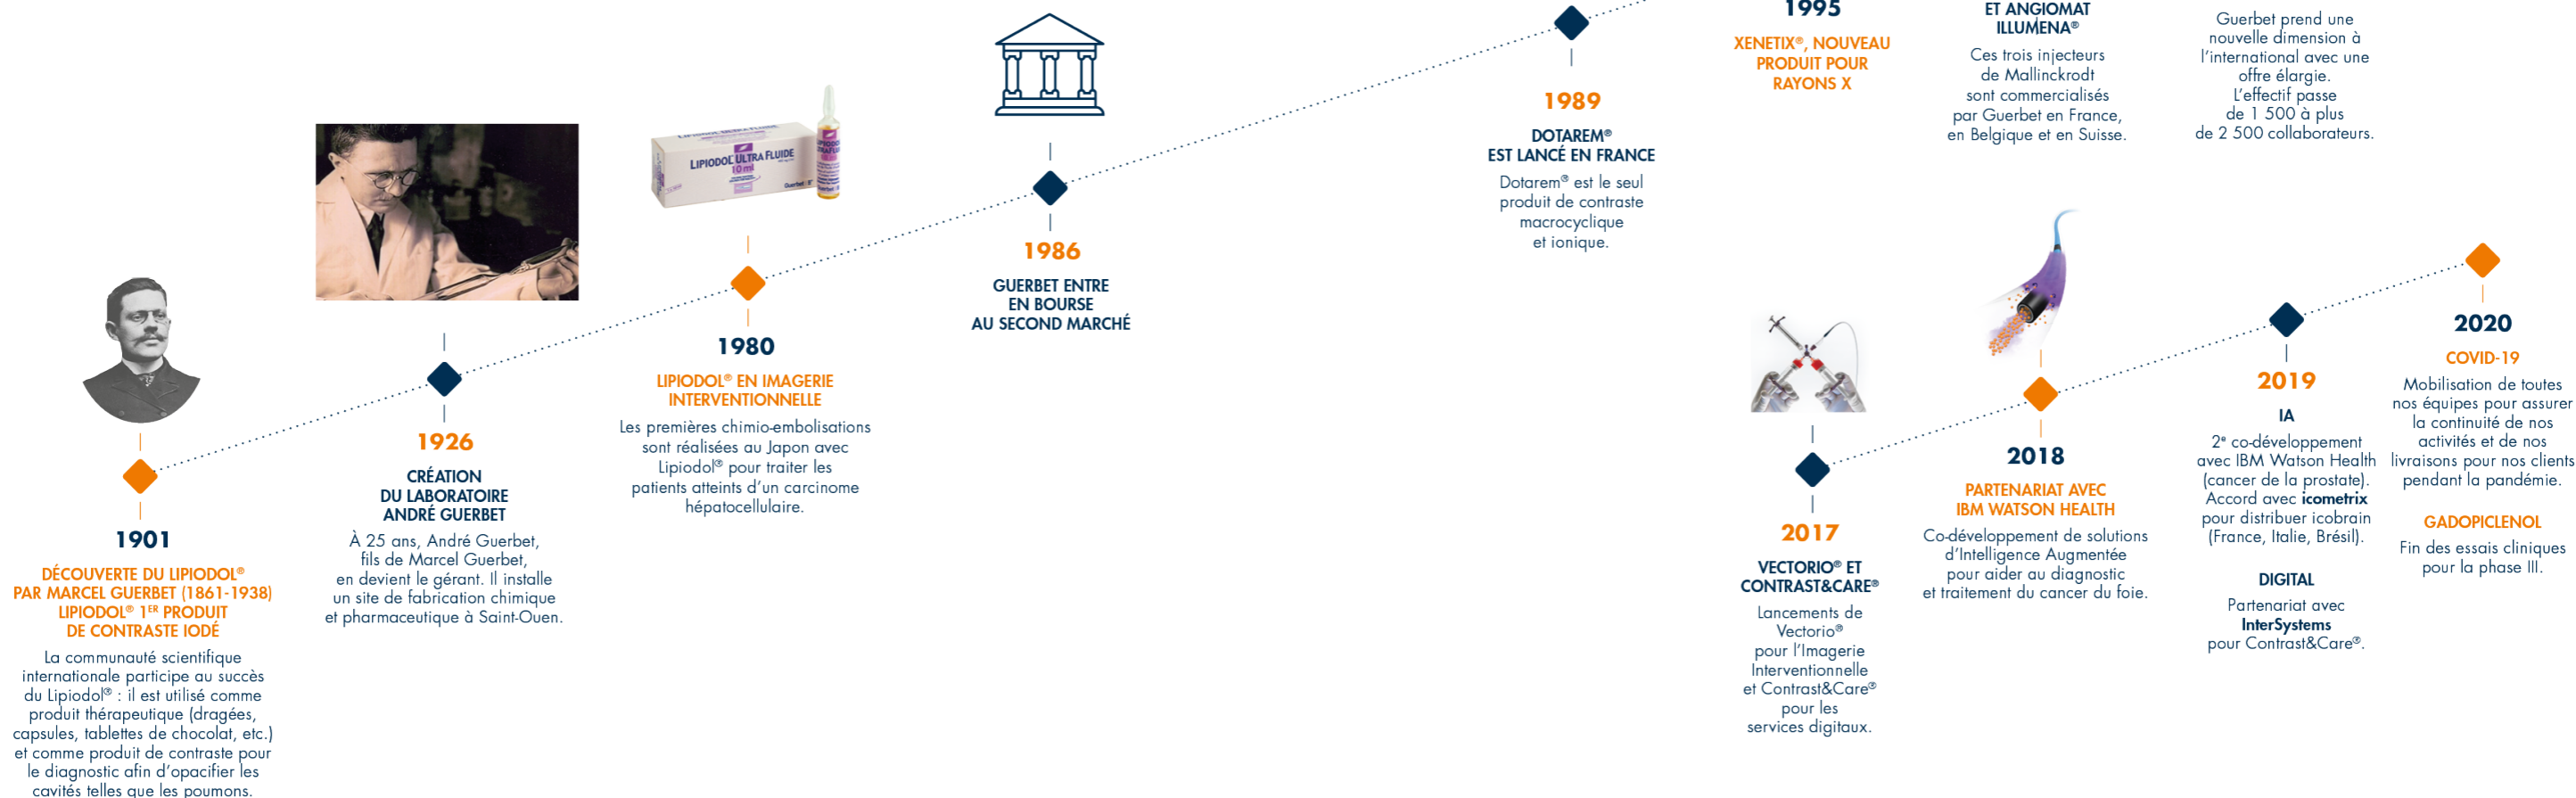 1901
DÉCOUVERTE DU LIPIODOL®
PAR MARCEL GUERBET (1861-1938)
LIPIODOL® 1ER PRODUIT
DE CONTRASTE IODÉ
La communauté scientifique
internationale participe au succès
du Lipiodol® : il est utilisé comme
produit thérapeutique (dragées,
capsules, tablettes de chocolat, etc.)
et comme produit de contraste pour
le diagnostic afin d'opacifier les
cavités telles que les poumons.
1926
CRÉATION
DU LABORATOIRE
ANDRÉ GUERBET
À 25 ans, André Guerbet,
fils de Marcel Guerbet,
en devient le gérant. Il installe
un site de fabrication chimique
et pharmaceutique à Saint-Ouen.
LIPIODOL ULTRA FLUIDE
LIPIODOL ULTRA FLUIDE
10 ml
Guerbet
1980
LIPIODOL® EN IMAGERIE
INTERVENTIONNELLE
Les premières chimio-embolisations
sont réalisées au Japon avec
Lipiodol® pour traiter les
patients atteints d'un carcinome
hépatocellulaire.
1986
GUERBET ENTRE
EN BOURSE
AU SECOND MARCHÉ
1989
DOTAREM®
EST LANCÉ EN FRANCE
Dotarem® est le seul
produit de contraste
macrocyclique
et ionique.
1995
XENETIX®, NOUVEAU
PRODUIT POUR
RAYONS X
ET ANGIOMAT
ILLUMENA®
Ces trois injecteurs
de Mallinckrodt
sont commercialisés
par Guerbet en France,
en Belgique et en Suisse.
Guerbet prend une
nouvelle dimension à
l'international avec une
offre élargie.
L'effectif passe
de 1 500 à plus
de 2 500 collaborateurs.
2017
VECTORIO® ET
CONTRAST&CARE®
Lancements de
Vectorio®
pour l'Imagerie
Interventionnelle
et Contrast&Care®
pour les
services digitaux.
2018
PARTENARIAT AVEC
IBM WATSON HEALTH
Co-développement de solutions
d'Intelligence Augmentée
pour aider au diagnostic
et traitement du cancer du foie.
2019
IA
2e co-développement
avec IBM Watson Health
(cancer de la prostate).
Accord avec icometrix
pour distribuer icobrain
(France, Italie, Brésil).
DIGITAL
Partenariat avec
InterSystems
pour Contrast&Care®.
2020
COVID-19
Mobilisation de toutes
nos équipes pour assurer
la continuité de nos
activités et de nos
livraisons pour nos clients
pendant la pandémie.
GADOPICLENOL
Fin des essais cliniques
pour la phase III.